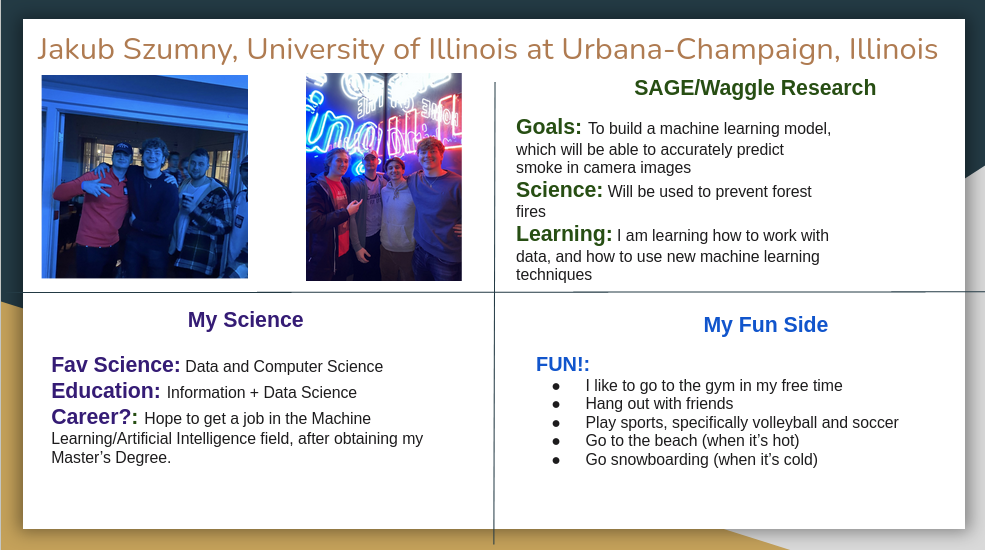 Jakub Szumny, University of Illinois at Urbana-Champaign, Illinois
SAGE/Waggle Research
Goals: To build a machine learning model,
which will be able to accurately predict
smoke in camera images
Science: Will be used to prevent forest
fires
Learning: I am learning how to work with
data, and how to use new machine learning
techniques
My Science
Fav Science: Data and Computer Science
Education: Information + Data Science
Career?: Hope to get a job in the Machine
Learning/Artificial Intelligence field, after obtaining my
Master’s Degree.
My Fun Side
FUN!:
● I like to go to the gym in my free time
● Hang out with friends
● Play sports, specifically volleyball and soccer
● Go to the beach (when it’s hot)
● Go snowboarding (when it’s cold)